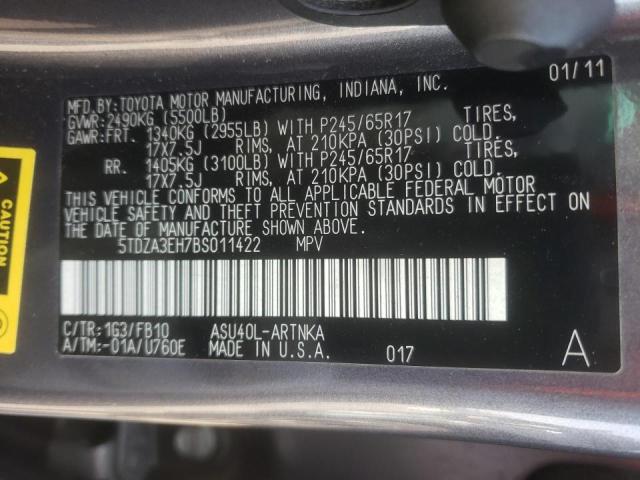 01/11
MFD.BY:TOYOTA MOTOR MANUFACTURING, INDIANA, INC.
GVWR:2490KG (5500LB)
GAWR:FRT. 1340KG (2955LB) WITH P245/65R17 TIRES,
17X7.5J RIMS, AT 210KPA (30PSI) COLD.
RR. 1405KG (3100LB) WITH P245/65R17 TIRES,
17X7.5J RIMS, AT 210KPA (30PSI) COLD.
THIS VEHICLE CONFORMS TO ALL APPLICABLE FEDERAL MOTOR
VEHICLE SAFETY AND THEFT PREVENTION STANDARDS IN EFFECT ON
THE DATE OF MANUFACTURE SHOWN ABOVE.
5TDZA3EH7BS011422 MPV
C/TR:1G3/FB10 ASU40L-ARTNKA
A/TM:-01A/U760E MADE IN U.S.A. 017 A
CAUTION